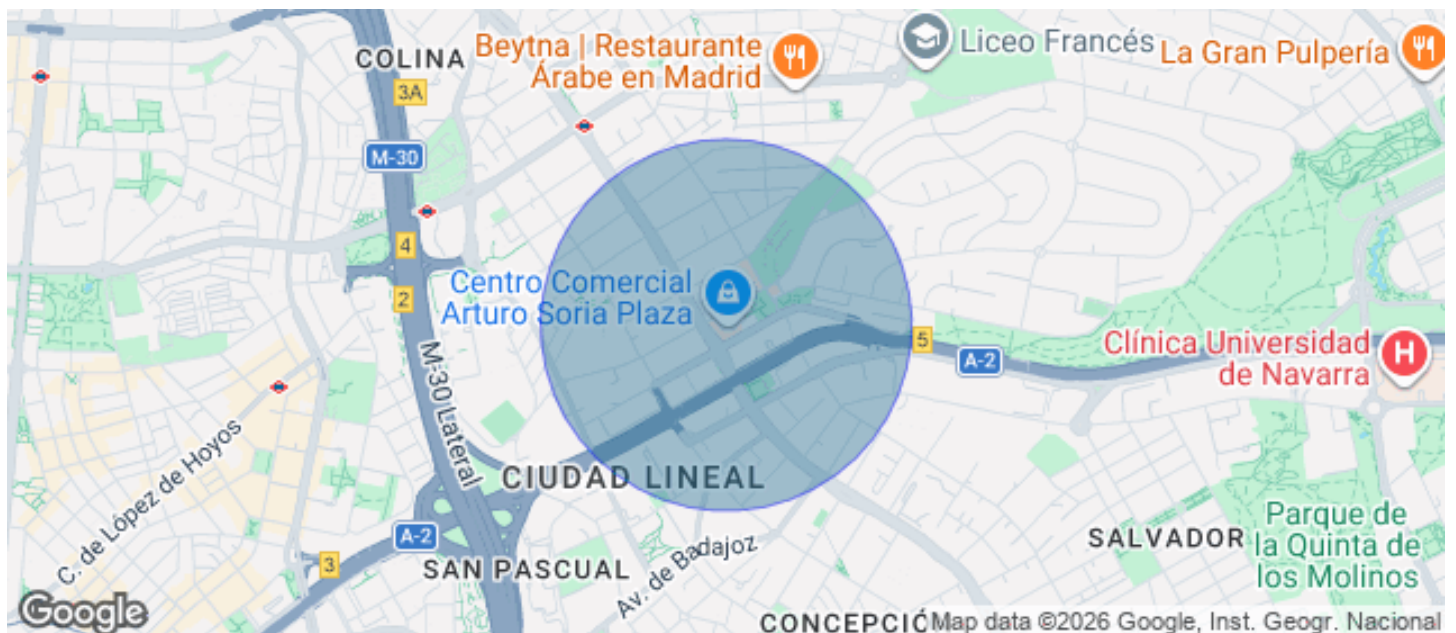 COLINA
3A
M-30
Beytna | Restaurante
Árabe en Madrid
Liceo Francés
La Gran Pulpería
4
2
Centro Comercial
Arturo Soria Plaza
M-30 Lateral
5
A-2
Clínica Universidad
de Navarra
H
C. de López de Hoyos
CIUDAD LINEAL
A-2
3
SAN PASCUAL
Av. de Badajoz
SALVADOR
Parque de
la Quinta de
los Molinos
Google
CONCEPCIÓ
Map data ©2026 Google, Inst. Geogr. Nacional